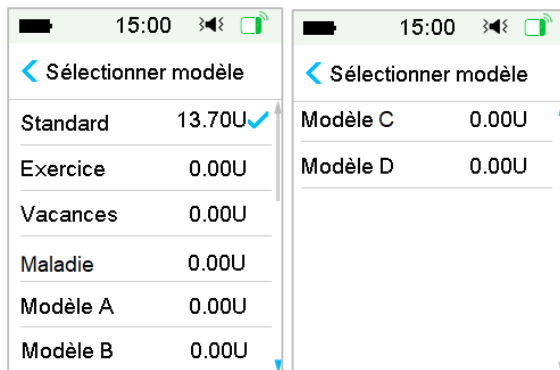 15:00
Sélectionner modèle
Standard 13.70U
Exercice 0.00U
Vacances 0.00U
Maladie 0.00U
Modèle A 0.00U
Modèle B 0.00U
15:00
Sélectionner modèle
Modèle C 0.00U
Modèle D 0.00U